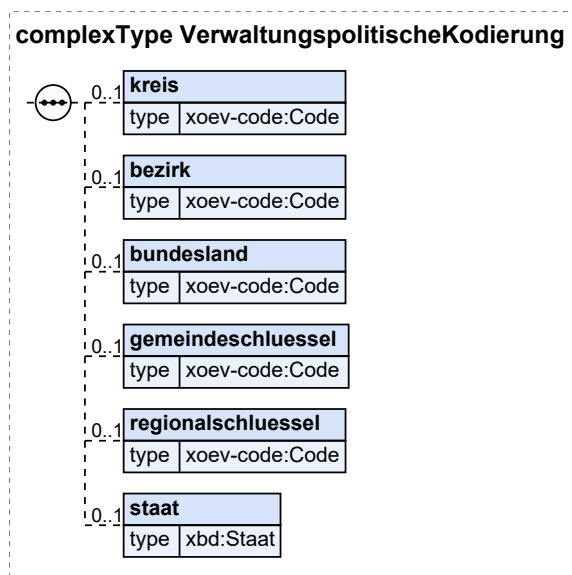 complexType VerwaltungspolitischeKodierung
0..1 kreis
type xoev-code:Code
0..1 bezirk
type xoev-code:Code
0..1 bundesland
type xoev-code:Code
0..1 gemeindeschluessel
type xoev-code:Code
0..1 regionalschluessel
type xoev-code:Code
0..1 staat
type xbd:Staat